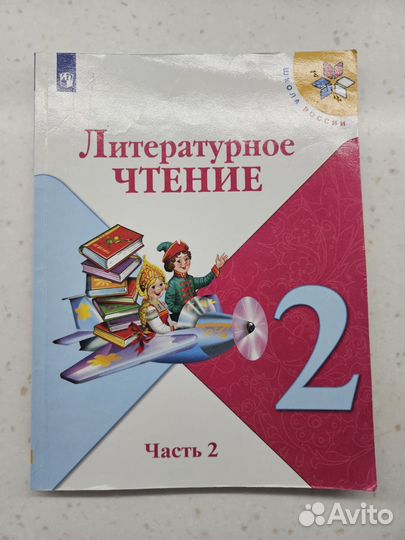 ШКОЛА РОССИИ
Литературное
ЧТЕНИЕ
2
Часть 2
Avito